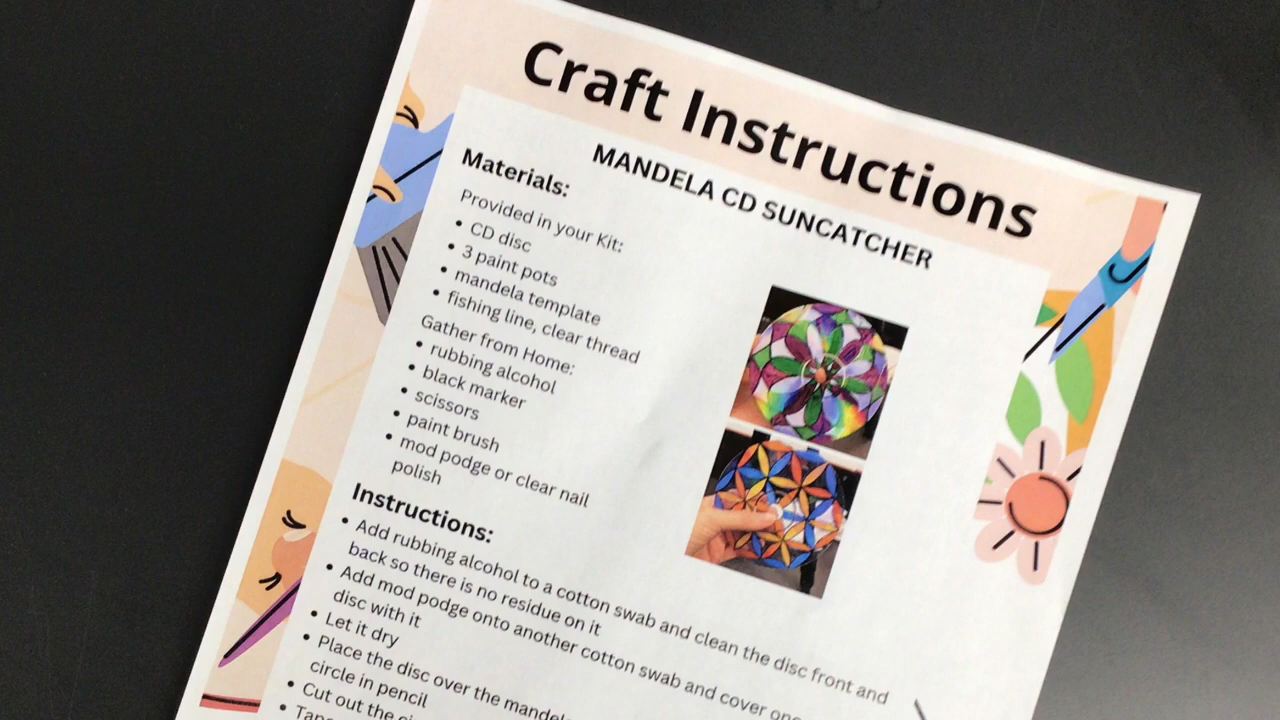 Craft Instructions
MANDELA CD SUNCATCHER
Materials:
Provided in your Kit:
• CD disc
• 3 paint pots
• mandela template
• fishing line, clear thread
Gather from Home:
• rubbing alcohol
• black marker
• scissors
• paint brush
• mod podge or clear nail
polish
Instructions:
• Add rubbing alcohol to a cotton swab and clean the disc front and
back so there is no residue on it
• Add mod podge onto another cotton swab and cover one
disc with it
• Let it dry
• Place the disc over the
circle in pencil
• Cut out the